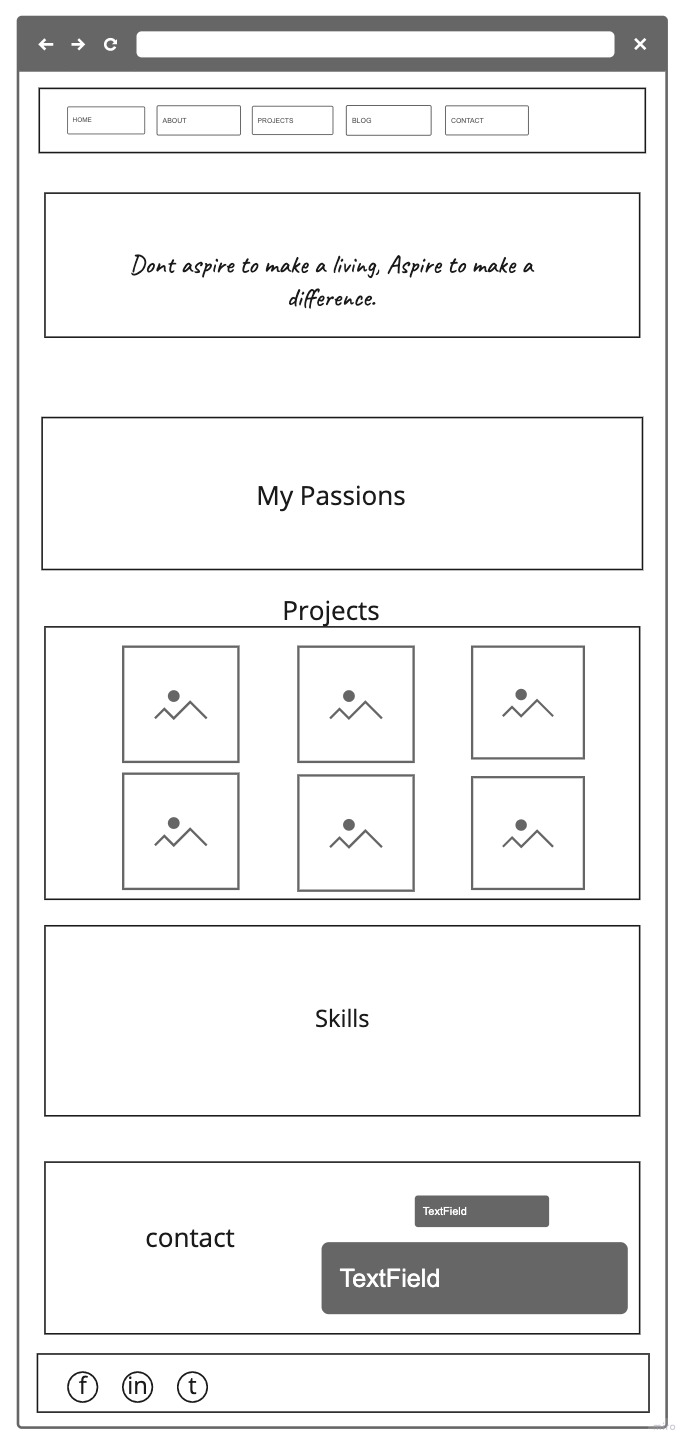 HOME ABOUT PROJECTS BLOG CONTACT
Dont aspire to make a living, Aspire to make a
difference.
My Passions
Projects
Skills
TextField
contact
TextField
f in t
miro